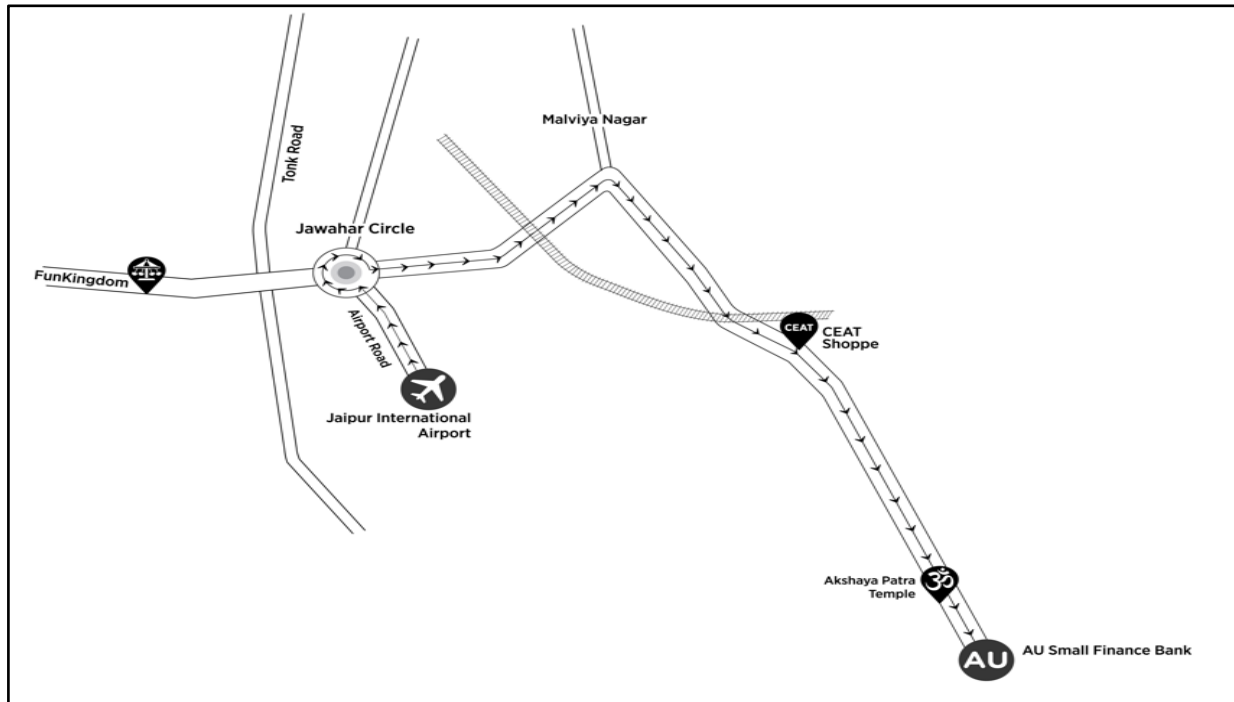 Malviya Nagar
Tonk Road
Jawahar Circle
FunKingdom
Airport Road
CEAT
CEAT
Shoppe
Jaipur International
Airport
Akshaya Patra
Temple
ॐ
AU
AU Small Finance Bank